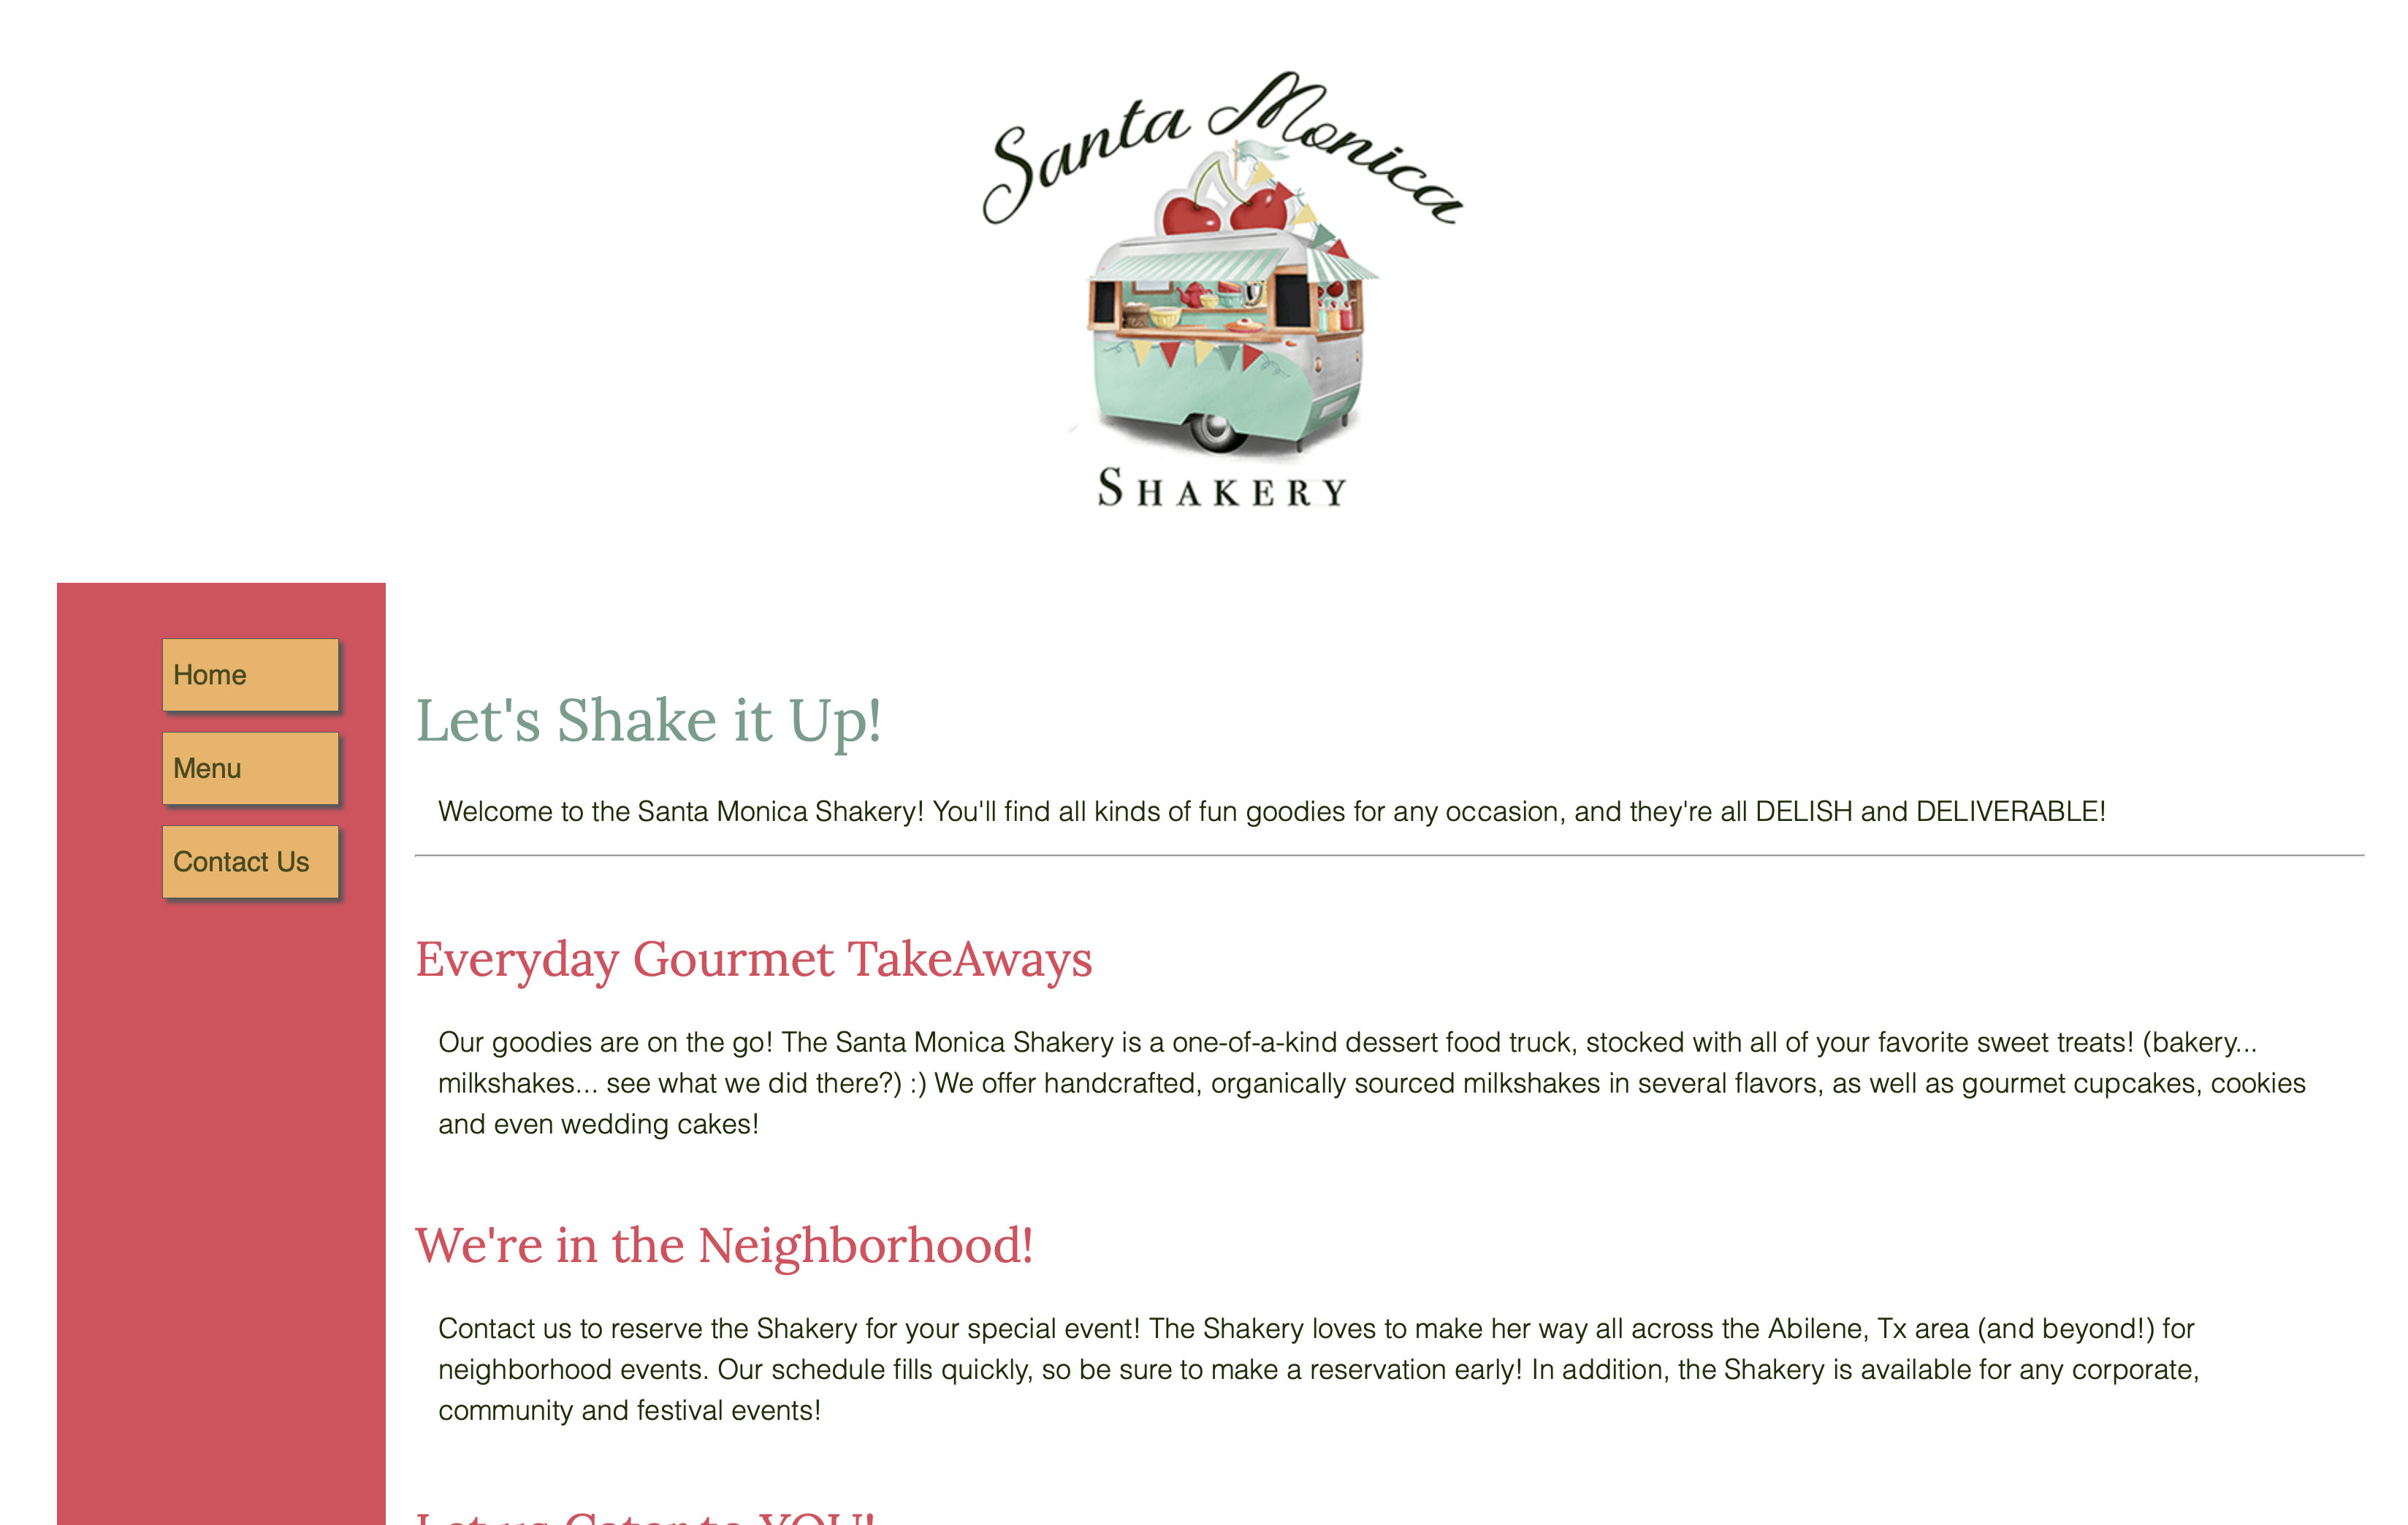 Santa Monica
SHAKERY
Home
Menu
Contact Us
Let's Shake it Up!
Welcome to the Santa Monica Shakery! You'll find all kinds of fun goodies for any occasion, and they're all DELISH and DELIVERABLE!
Everyday Gourmet TakeAways
Our goodies are on the go! The Santa Monica Shakery is a one-of-a-kind dessert food truck, stocked with all of your favorite sweet treats! (bakery...
milkshakes... see what we did there?) :) We offer handcrafted, organically sourced milkshakes in several flavors, as well as gourmet cupcakes, cookies
and even wedding cakes!
We're in the Neighborhood!
Contact us to reserve the Shakery for your special event! The Shakery loves to make her way all across the Abilene, Tx area (and beyond!) for
neighborhood events. Our schedule fills quickly, so be sure to make a reservation early! In addition, the Shakery is available for any corporate,
community and festival events!
Let us Cater to YOU!